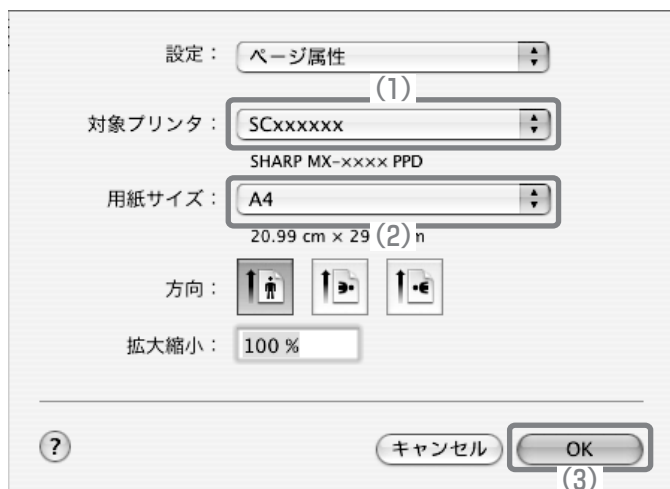 設定： ページ属性
(1)
対象プリンタ： SCxxxxxx
SHARP MX-×××× PPD
用紙サイズ： A4
20.99 cm × 29 m
(2)
方向：
拡大縮小： 100 %
? キャンセル OK
(3)